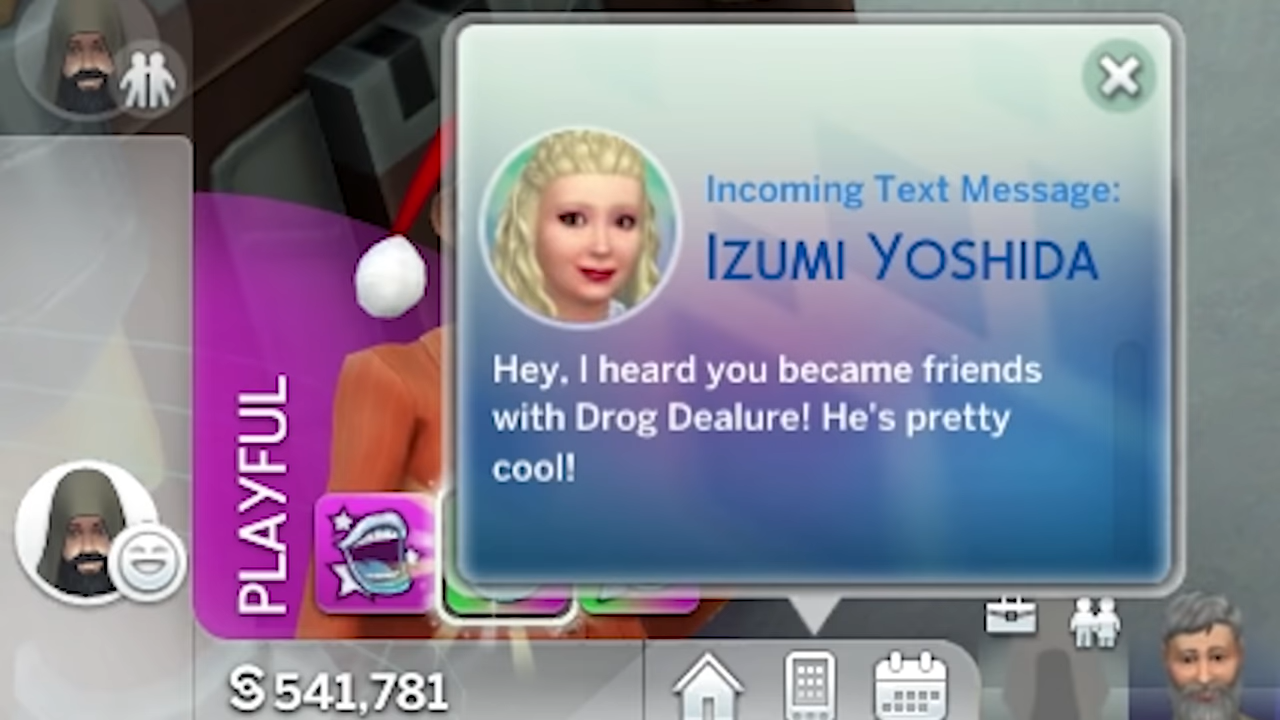 Incoming Text Message:
IZUMI YOSHIDA
Hey, I heard you became friends
with Drog Dealure! He's pretty
cool!
PLAYFUL
§541,781